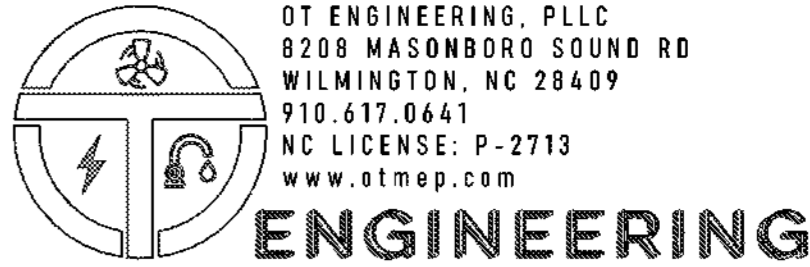 OT ENGINEERING, PLLC
8208 MASONBORO SOUND RD
WILMINGTON, NC 28409
910.617.0641
NC LICENSE: P-2713
www.otmep.com
ENGINEERING